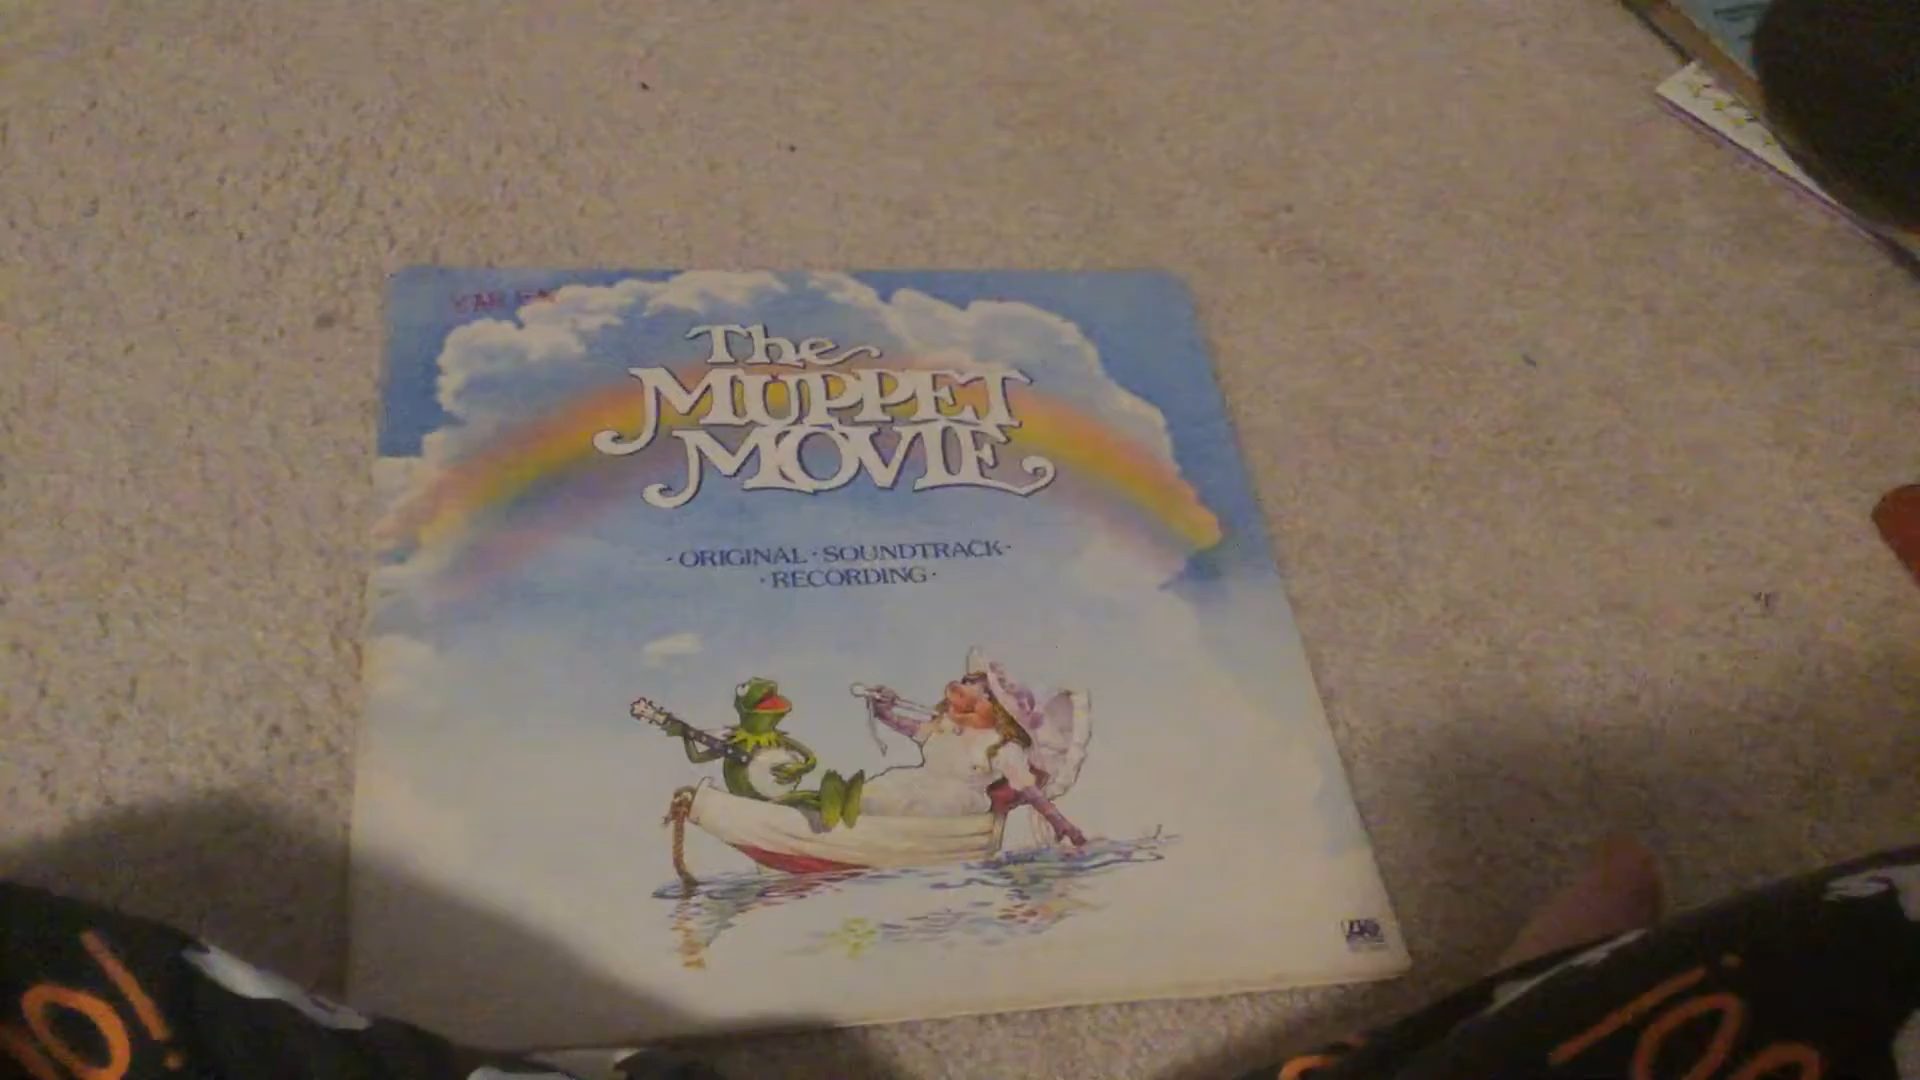 The
MUPPET
MOVIE
· ORIGINAL · SOUNDTRACK ·
· RECORDING ·